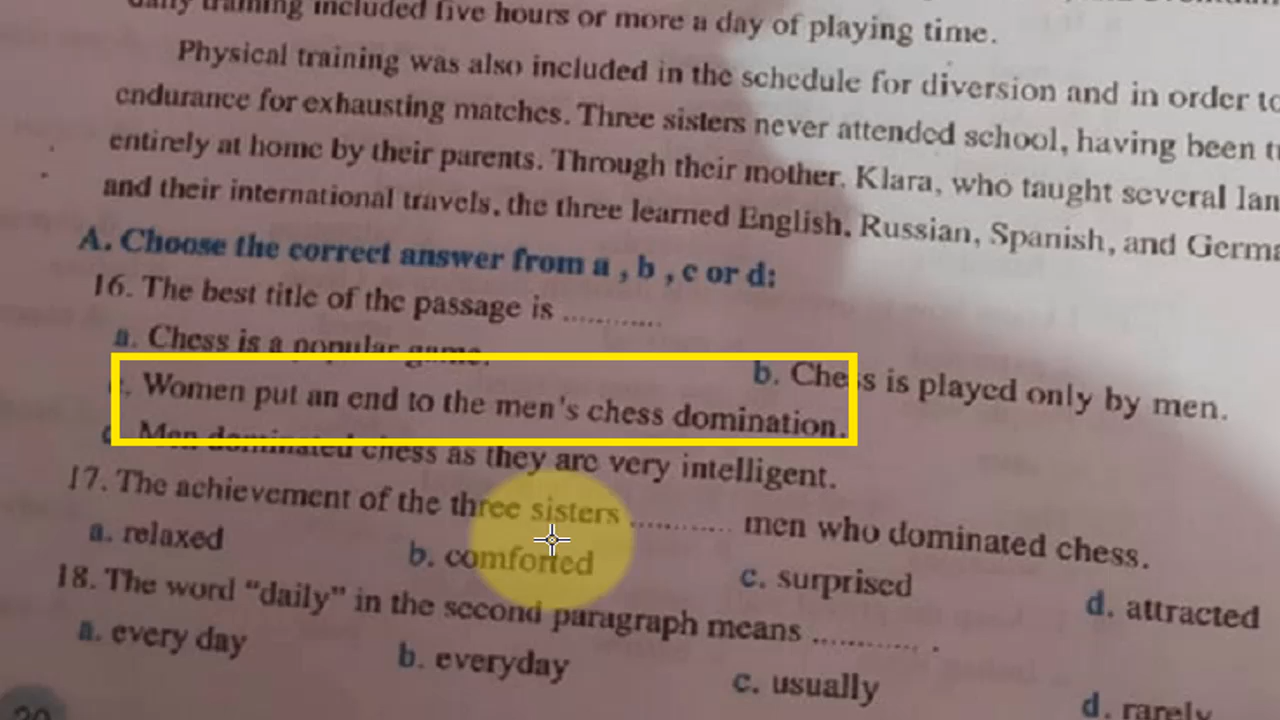 daily training included five hours or more a day of playing time.
Physical training was also included in the schedule for diversion and in order to
endurance for exhausting matches. Three sisters never attended school, having been
entirely at home by their parents. Through their mother, Klara, who taught several
and their international travels, the three learned English, Russian, Spanish, and
A. Choose the correct answer from a , b , c or d:
16. The best title of the passage is ............
a. Chess is a popular game. b. Chess is played only by men.
c. Women put an end to the men's chess domination.
d. Men dominated chess as they are very intelligent.
17. The achievement of the three sisters ............ men who dominated chess.
a. relaxed b. comforted c. surprised d. attracted
18. The word "daily" in the second paragraph means ............ .
a. every day b. everyday c. usually d. rarely
20